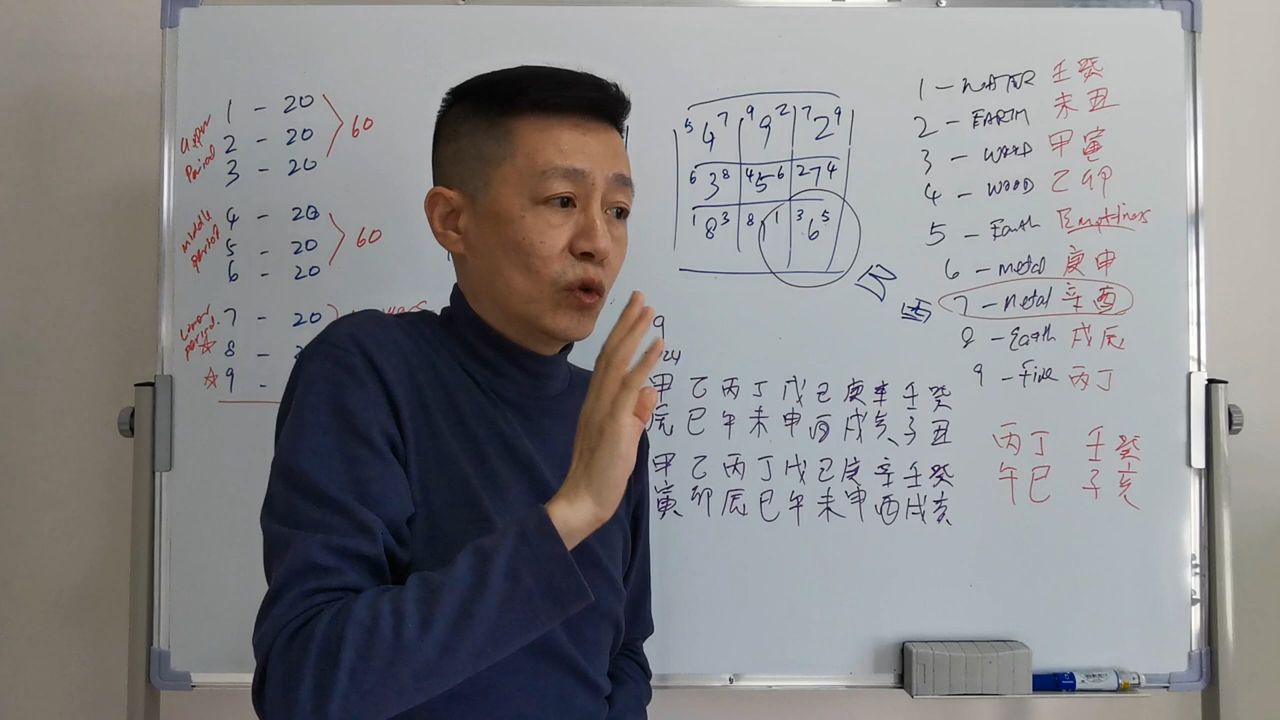 upper
Period
1 - 20
2 - 20
3 - 20
60
middle
period
4 - 20
5 - 20
6 - 20
60
Lower
period
7 - 20
8 -
9 -
5 4 7 9 9 2 7 2 9
6 3 8 4 5 6 2 7 4
1 8 3 8 1 1 3 6 5
9
24
甲 乙 丙 丁 戊 己 庚 辛 壬 癸
辰 巳 午 未 申 酉 戌 亥 子 丑
甲 乙 丙 丁 戊 己 庚 辛 壬 癸
寅 卯 辰 巳 午 未 申 酉 戌 亥
1 - WATER 壬癸
2 - EARTH 未丑
3 - WOOD 甲寅
4 - WOOD 乙卯
5 - Earth Emptiness
6 - metal 庚申
7 - metal 辛酉
8 - Earth 戌辰
9 - Fire 丙丁
丙丁 壬癸
午巳 子亥